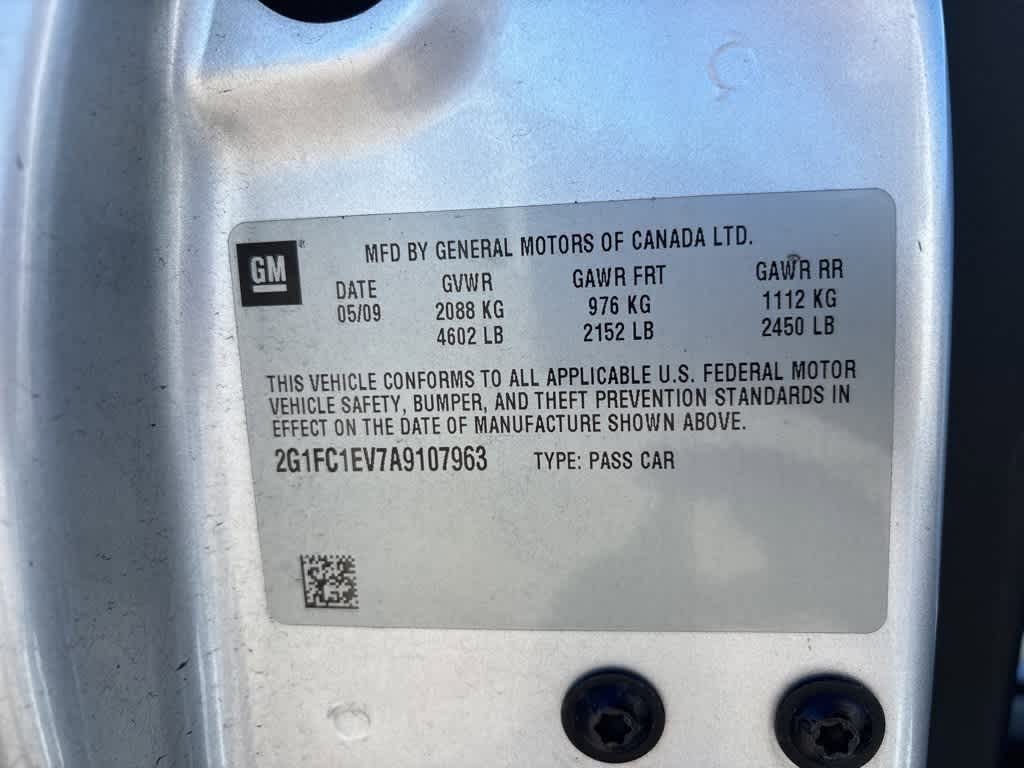 GM
MFD BY GENERAL MOTORS OF CANADA LTD.
DATE GVWR GAWR FRT GAWR RR
05/09 2088 KG 976 KG 1112 KG
4602 LB 2152 LB 2450 LB
THIS VEHICLE CONFORMS TO ALL APPLICABLE U.S. FEDERAL MOTOR
VEHICLE SAFETY, BUMPER, AND THEFT PREVENTION STANDARDS IN
EFFECT ON THE DATE OF MANUFACTURE SHOWN ABOVE.
2G1FC1EV7A9107963 TYPE: PASS CAR